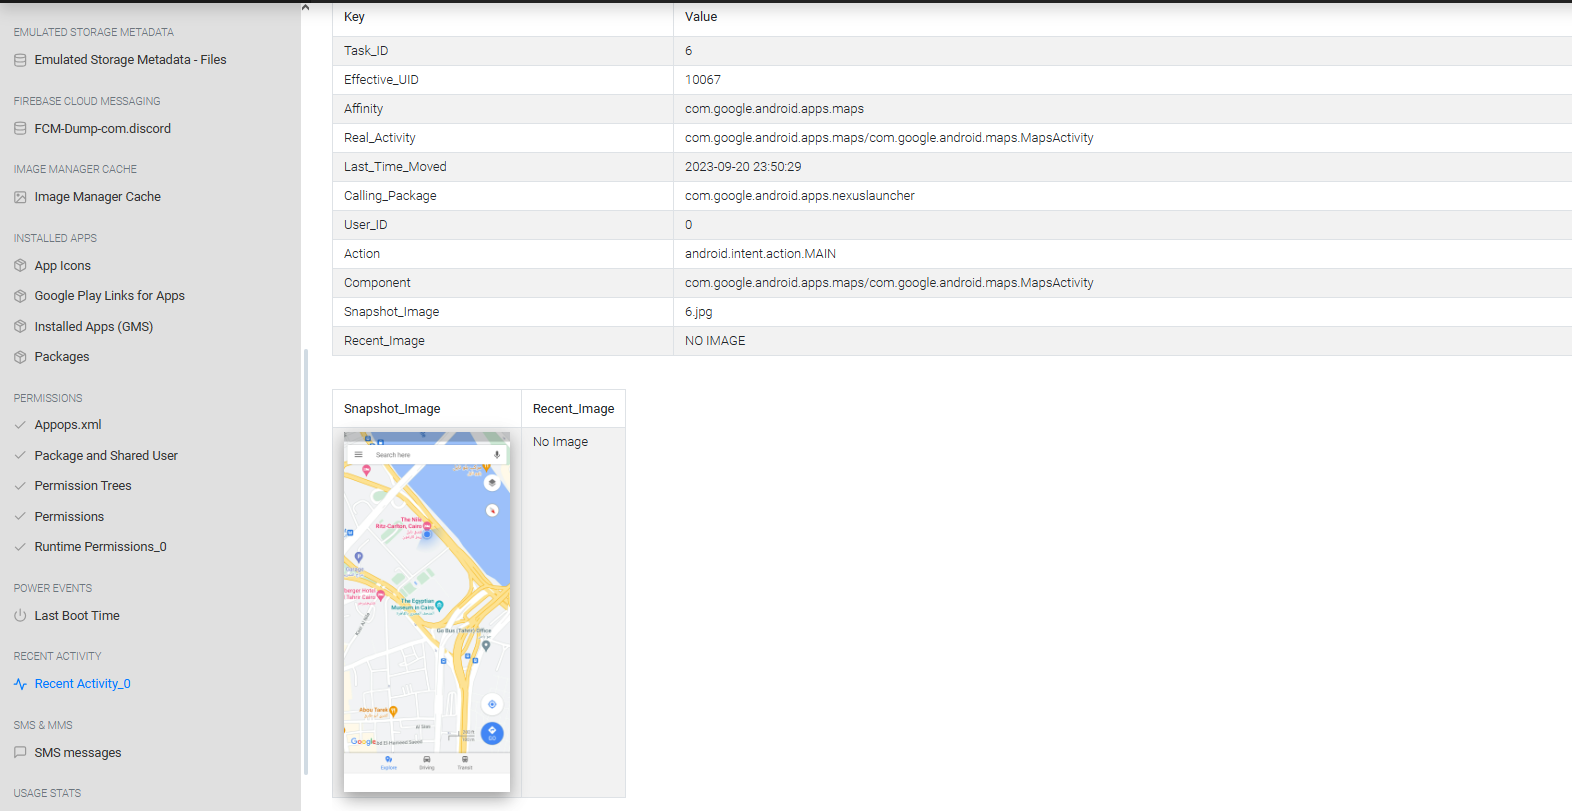 EMULATED STORAGE METADATA
Emulated Storage Metadata - Files
FIREBASE CLOUD MESSAGING
FCM-Dump-com.discord
IMAGE MANAGER CACHE
Image Manager Cache
INSTALLED APPS
App Icons
Google Play Links for Apps
Installed Apps (GMS)
Packages
PERMISSIONS
Appops.xml
Package and Shared User
Permission Trees
Permissions
Runtime Permissions_0
POWER EVENTS
Last Boot Time
RECENT ACTIVITY
Recent Activity_0
SMS & MMS
SMS messages
USAGE STATS
Key Value
Task_ID 6
Effective_UID 10067
Affinity com.google.android.apps.maps
Real_Activity com.google.android.apps.maps/com.google.android.maps.MapsActivity
Last_Time_Moved 2023-09-20 23:50:29
Calling_Package com.google.android.apps.nexuslauncher
User_ID 0
Action android.intent.action.MAIN
Component com.google.android.apps.maps/com.google.android.maps.MapsActivity
Snapshot_Image 6.jpg
Recent_Image NO IMAGE
Snapshot_Image Recent_Image
No Image
Search here
The Nile
Ritz-Carlton, Cairo
berger Hotel
Tahrir Cairo
The Egyptian
Museum in Cairo
Go Bus (Tahrir) Office
Abou Tarek
Google
Explore Driving Transit